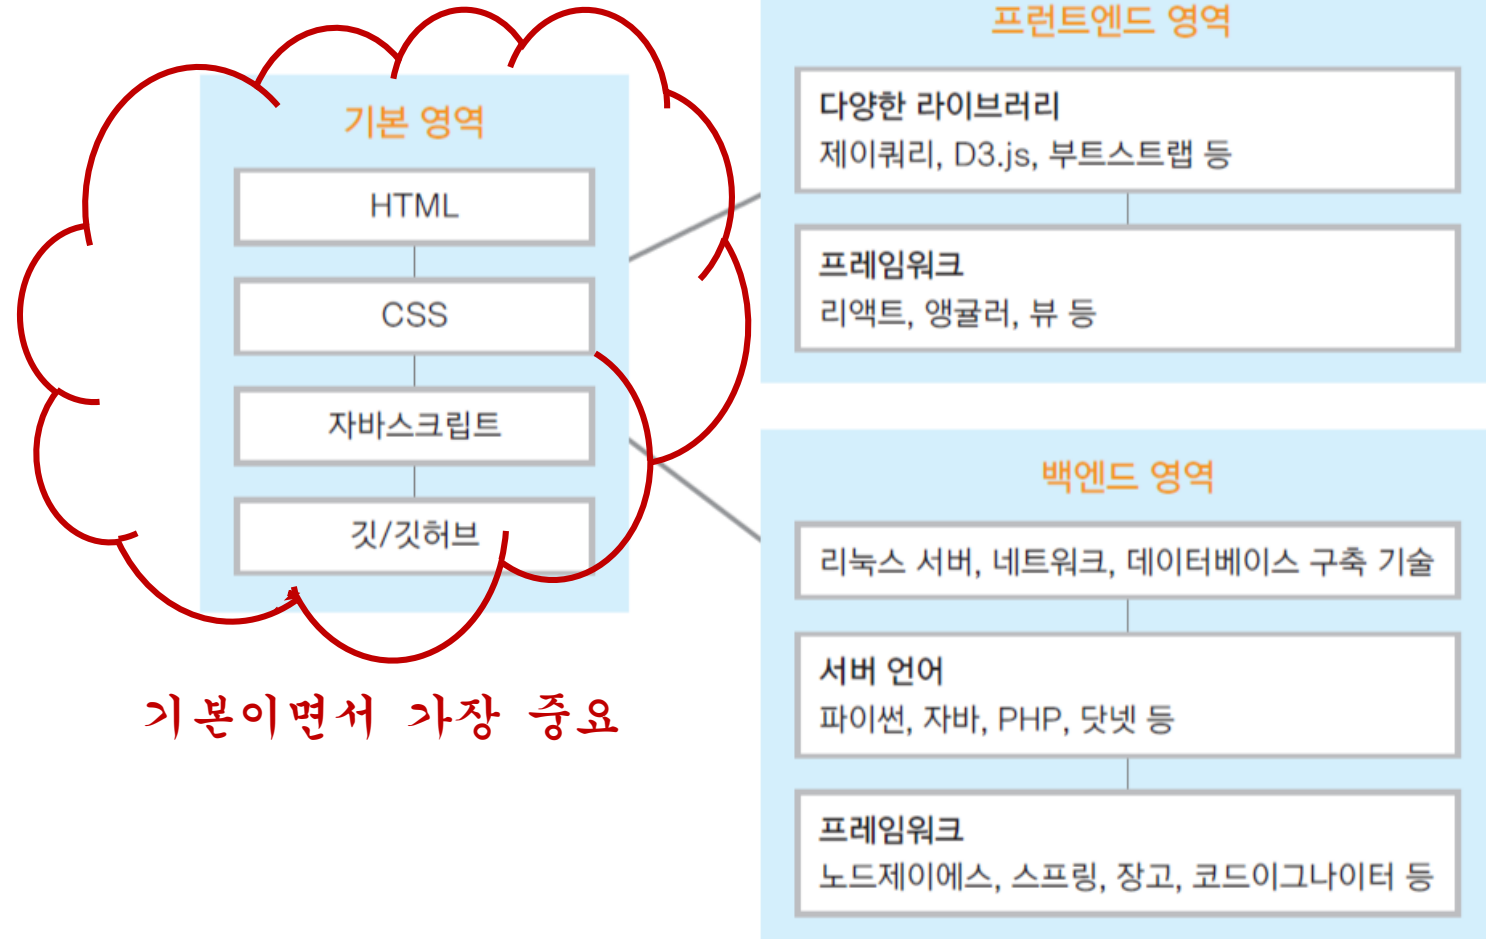 기본 영역
HTML
CSS
자바스크립트
깃/깃허브
기본이면서 가장 중요
프런트엔드 영역
다양한 라이브러리
제이쿼리, D3.js, 부트스트랩 등
프레임워크
리액트, 앵귤러, 뷰 등
백엔드 영역
리눅스 서버, 네트워크, 데이터베이스 구축 기술
서버 언어
파이썬, 자바, PHP, 닷넷 등
프레임워크
노드제이에스, 스프링, 장고, 코드이그나이터 등